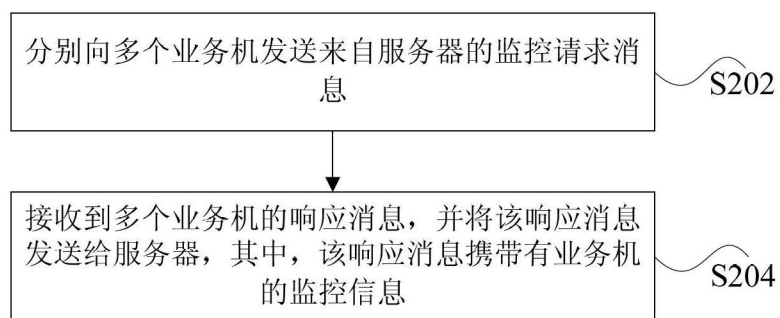 分别向多个业务机发送来自服务器的监控请求消
息
S202
接收到多个业务机的响应消息，并将该响应消息
发送给服务器，其中，该响应消息携带有业务机
的监控信息
S204